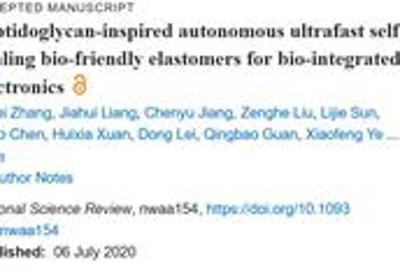 EPTED MANUSCRIPT
ptidoglycan-inspired autonomous ultrafast self
aling bio-friendly elastomers for bio-integrated
ctronics
ei Zhang, Jiahui Liang, Chenyu Jiang, Zenghe Liu, Lijie Sun,
o Chen, Huixia Xuan, Dong Lei, Qingbao Guan, Xiaofeng Ye ...
e
uthor Notes
onal Science Review, nwaa154, https://doi.org/10.1093
nwaa154
lished: 06 July 2020